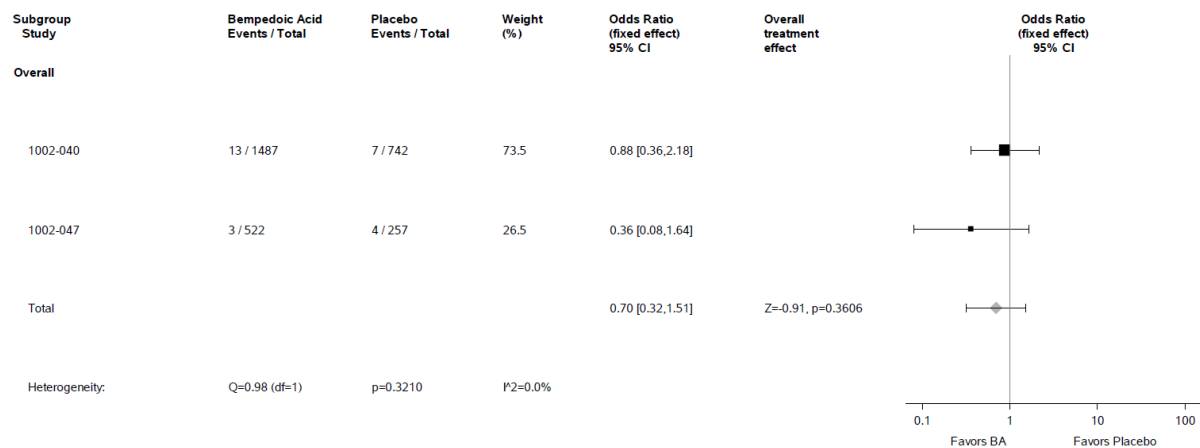 Subgroup Bempedoic Acid Placebo Weight Odds Ratio Overall Odds Ratio
Study Events / Total Events / Total (%) (fixed effect) treatment (fixed effect)
95% CI effect 95% CI
Overall
1002-040 13 / 1487 7 / 742 73.5 0.88 [0.36,2.18]
1002-047 3 / 522 4 / 257 26.5 0.36 [0.08,1.64]
Total 0.70 [0.32,1.51] Z=-0.91, p=0.3606
Heterogeneity: Q=0.98 (df=1) p=0.3210 I^2=0.0%
0.1 1 10 100
Favors BA Favors Placebo